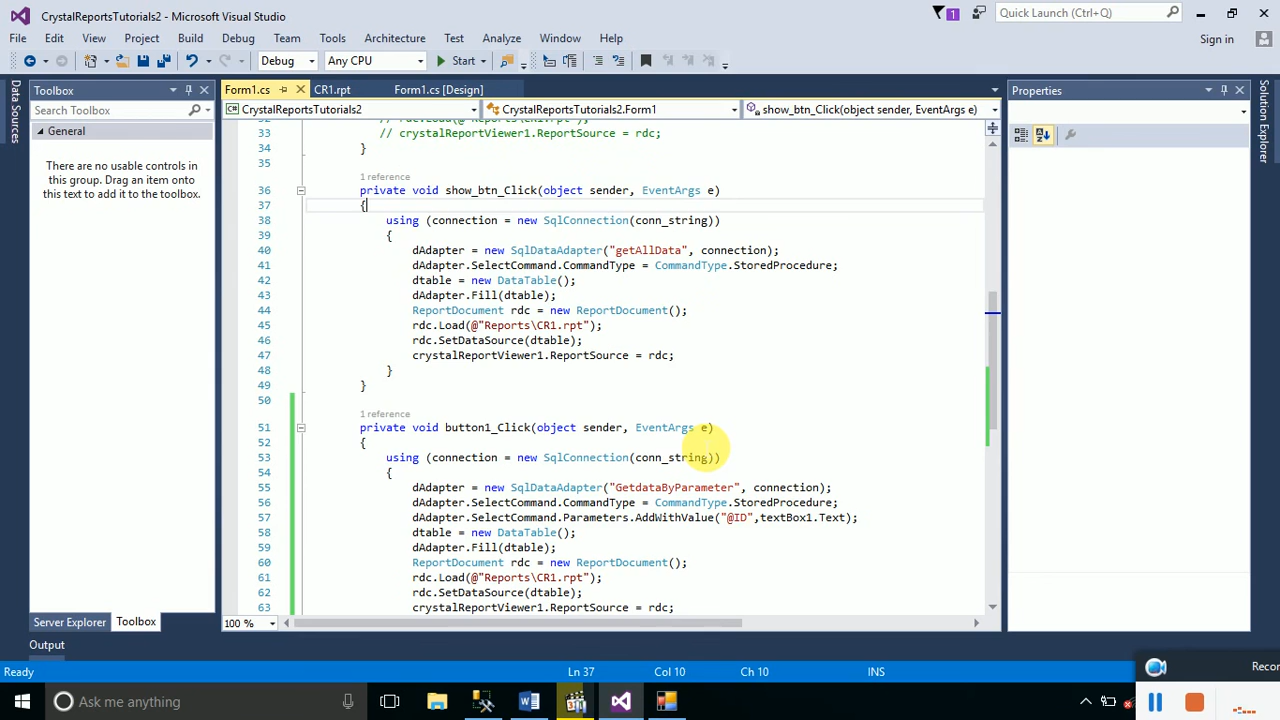 CrystalReportsTutorials2 - Microsoft Visual Studio
1
Quick Launch (Ctrl+Q)
File Edit View Project Build Debug Team Tools Architecture Test Analyze Window Help
Sign in
Debug Any CPU Start
Data Sources
Toolbox
Form1.cs CR1.rpt Form1.cs [Design]
Properties
Solution Explorer
Search Toolbox
CrystalReportsTutorials2 CrystalReportsTutorials2.Form1 show_btn_Click(object sender, EventArgs e)
General
There are no usable controls in
this group. Drag an item onto
this text to add it to the toolbox.
33 // crystalReportViewer1.ReportSource = rdc;
34 }
35
1 reference
36 private void show_btn_Click(object sender, EventArgs e)
37 {
38 using (connection = new SqlConnection(conn_string))
39 {
40 dAdapter = new SqlDataAdapter("getAllData", connection);
41 dAdapter.SelectCommand.CommandType = CommandType.StoredProcedure;
42 dtable = new DataTable();
43 dAdapter.Fill(dtable);
44 ReportDocument rdc = new ReportDocument();
45 rdc.Load(@"Reports\CR1.rpt");
46 rdc.SetDataSource(dtable);
47 crystalReportViewer1.ReportSource = rdc;
48 }
49 }
50
1 reference
51 private void button1_Click(object sender, EventArgs e)
52 {
53 using (connection = new SqlConnection(conn_string))
54 {
55 dAdapter = new SqlDataAdapter("GetdataByParameter", connection);
56 dAdapter.SelectCommand.CommandType = CommandType.StoredProcedure;
57 dAdapter.SelectCommand.Parameters.AddWithValue("@ID",textBox1.Text);
58 dtable = new DataTable();
59 dAdapter.Fill(dtable);
60 ReportDocument rdc = new ReportDocument();
61 rdc.Load(@"Reports\CR1.rpt");
62 rdc.SetDataSource(dtable);
63 crystalReportViewer1.ReportSource = rdc;
100 %
Server Explorer Toolbox
Output
Ready Ln 37 Col 10 Ch 10 INS
Recor
Ask me anything